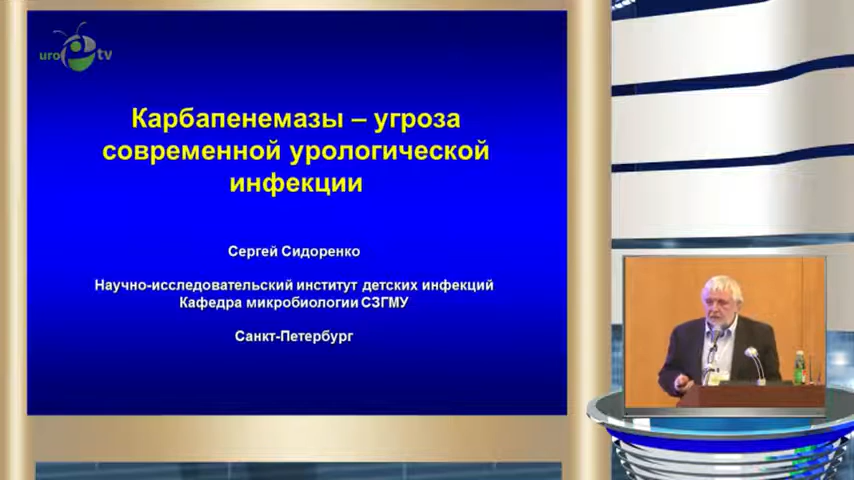 uro tv
Карбапенемазы – угроза
современной урологической
инфекции
Сергей Сидоренко
Научно-исследовательский институт детских инфекций
Кафедра микробиологии СЗГМУ
Санкт-Петербург